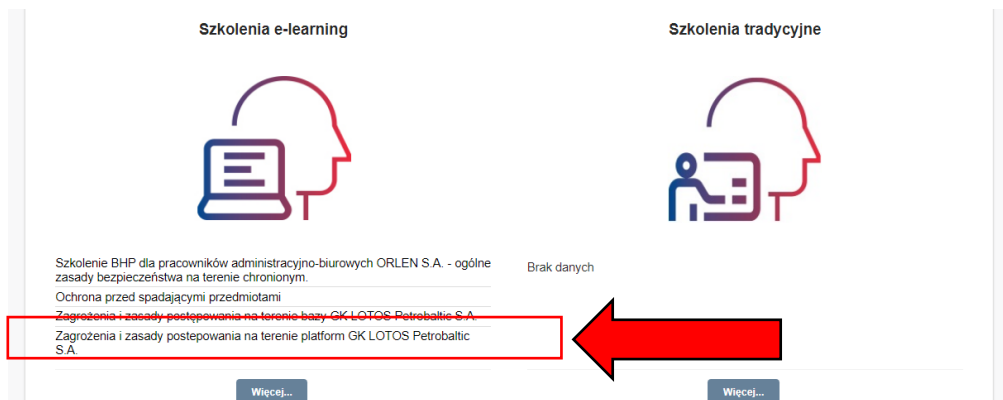 Szkolenia e-learning
Szkolenie BHP dla pracowników administracyjno-biurowych ORLEN S.A. - ogólne
zasady bezpieczeństwa na terenie chronionym.
Ochrona przed spadającymi przedmiotami
Zagrożenia i zasady postępowania na terenie bazy GK LOTOS Petrobaltic S.A.
Zagrożenia i zasady postepowania na terenie platform GK LOTOS Petrobaltic
S.A.
Więcej...
Szkolenia tradycyjne
Brak danych
Więcej...